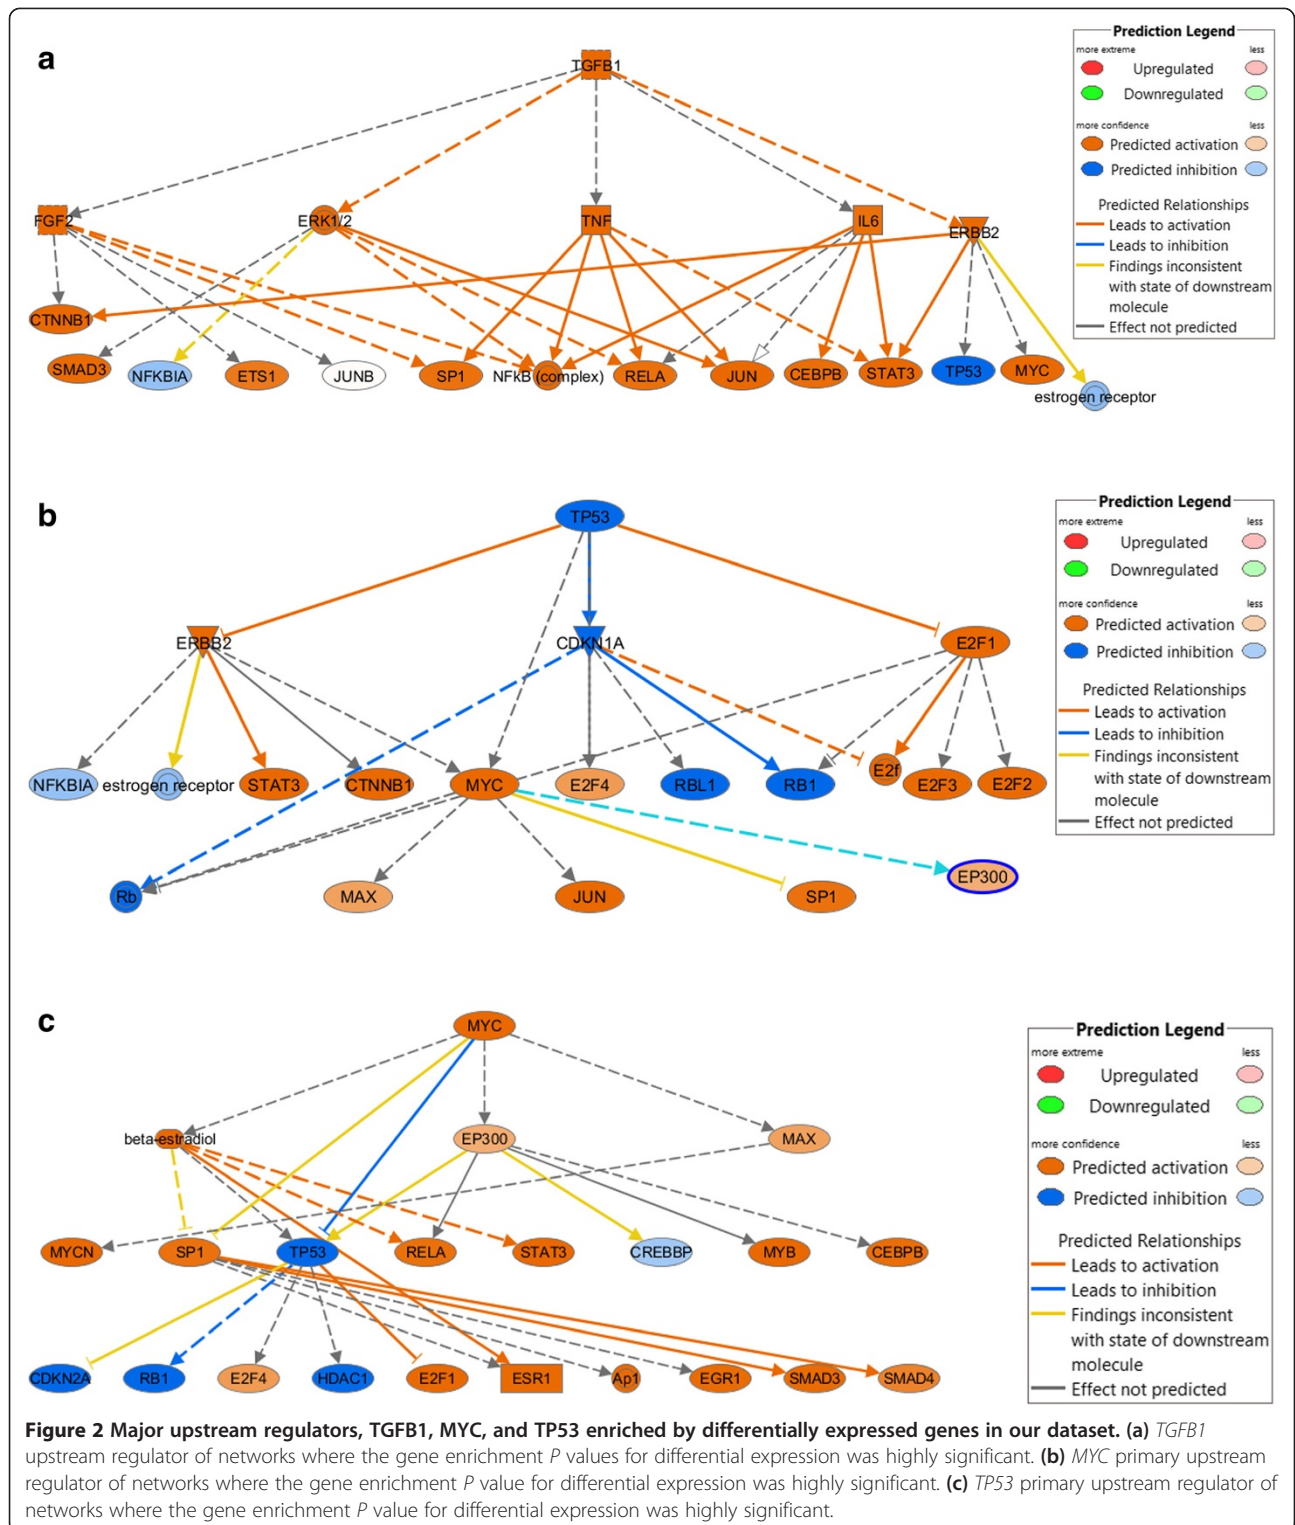 a
TGFB1
Prediction Legend
more extreme less
Upregulated
Downregulated
more confidence less
Predicted activation
Predicted inhibition
Predicted Relationships
Leads to activation
Leads to inhibition
Findings inconsistent
with state of downstream
molecule
Effect not predicted
FGF2 ERK1/2 TNF IL6 ERBB2
CTNNB1
SMAD3 NFKBIA ETS1 JUNB SP1 NFkB (complex) RELA JUN CEBPB STAT3 TP53 MYC
estrogen receptor
b
TP53
Prediction Legend
more extreme less
Upregulated
Downregulated
more confidence less
Predicted activation
Predicted inhibition
Predicted Relationships
Leads to activation
Leads to inhibition
Findings inconsistent
with state of downstream
molecule
Effect not predicted
ERBB2 CDKN1A E2F1
NFKBIA estrogen receptor STAT3 CTNNB1 MYC E2F4 RBL1 RB1 E2f E2F3 E2F2
Rb MAX JUN SP1 EP300
c
MYC
Prediction Legend
more extreme less
Upregulated
Downregulated
more confidence less
Predicted activation
Predicted inhibition
Predicted Relationships
Leads to activation
Leads to inhibition
Findings inconsistent
with state of downstream
molecule
Effect not predicted
beta-estradiol EP300 MAX
MYCN SP1 TP53 RELA STAT3 CREBBP MYB CEBPB
CDKN2A RB1 E2F4 HDAC1 E2F1 ESR1 Ap1 EGR1 SMAD3 SMAD4
Figure 2 Major upstream regulators, TGFB1, MYC, and TP53 enriched by differentially expressed genes in our dataset. (a) TGFB1
upstream regulator of networks where the gene enrichment P values for differential expression was highly significant. (b) MYC primary upstream
regulator of networks where the gene enrichment P value for differential expression was highly significant. (c) TP53 primary upstream regulator of
networks where the gene enrichment P value for differential expression was highly significant.